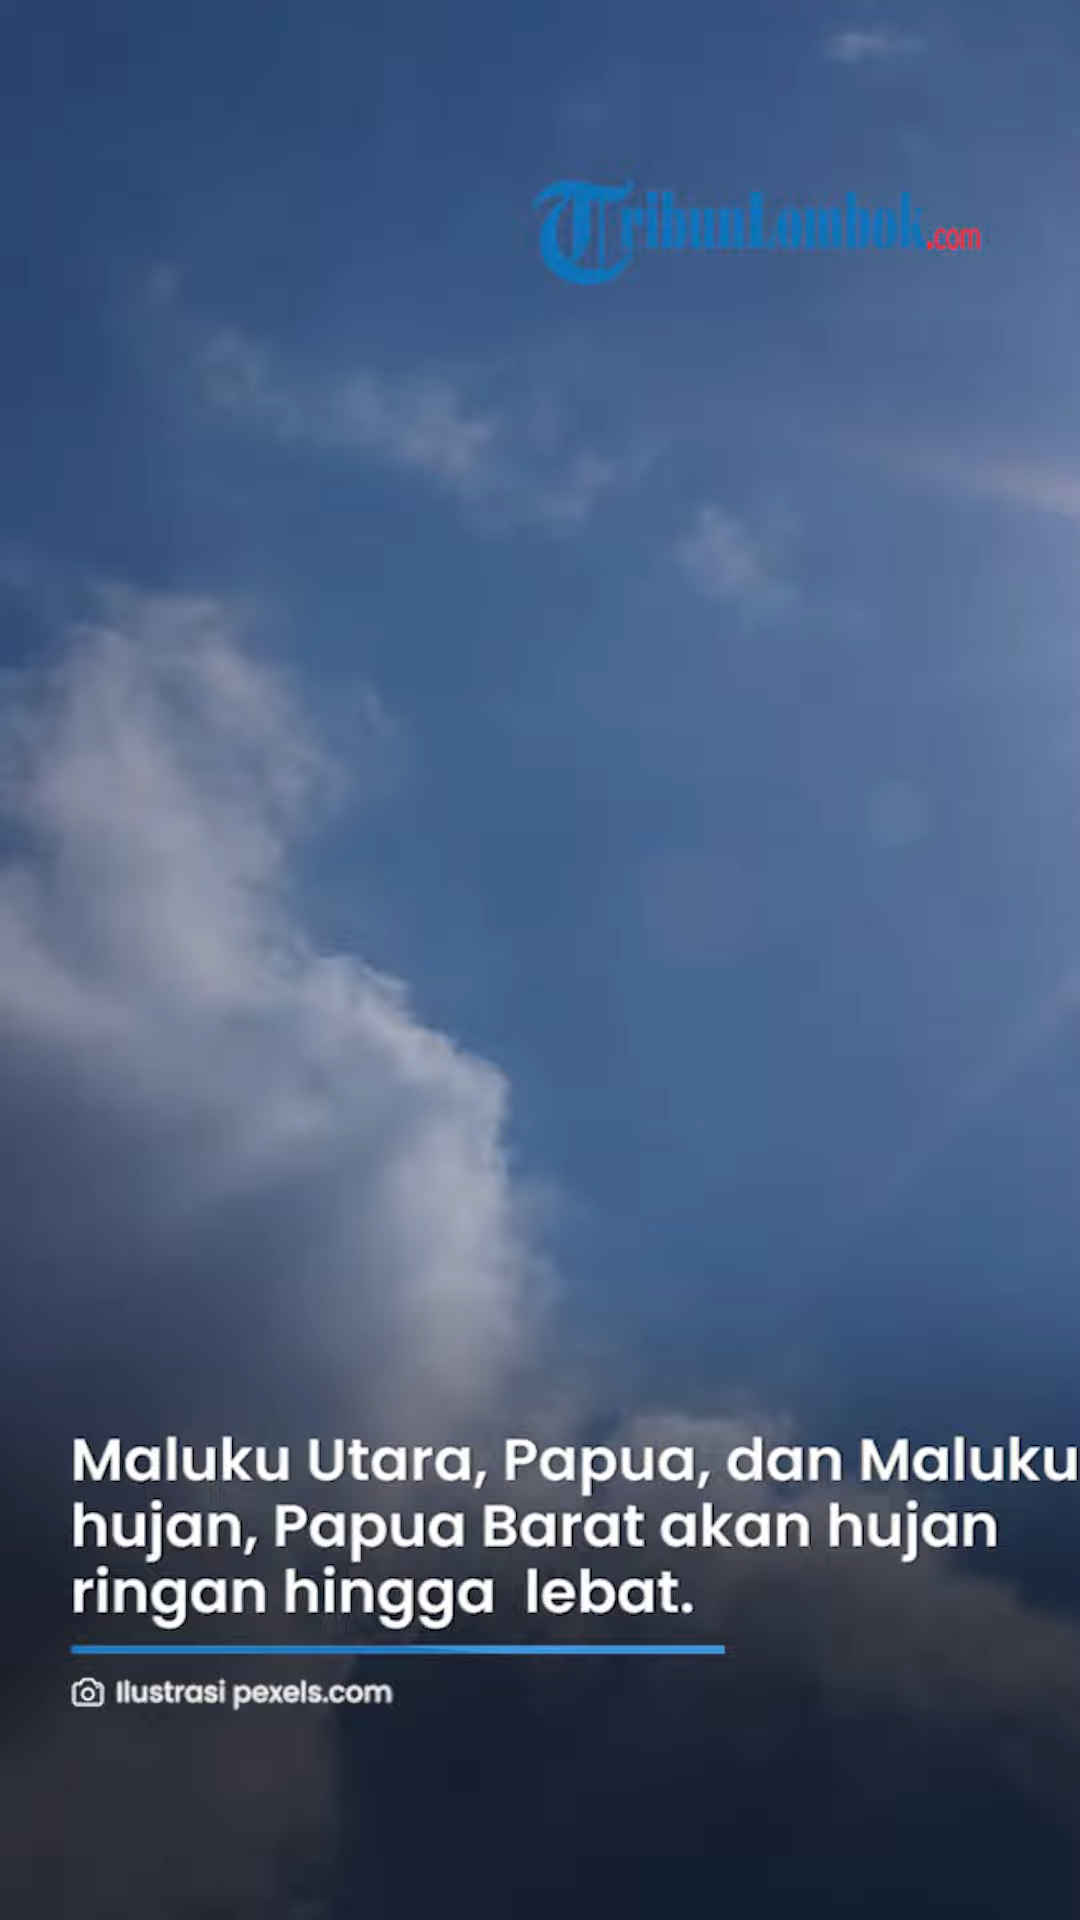 TribunLombok.com
Maluku Utara, Papua, dan Maluku
hujan, Papua Barat akan hujan
ringan hingga  lebat.
Ilustrasi pexels.com